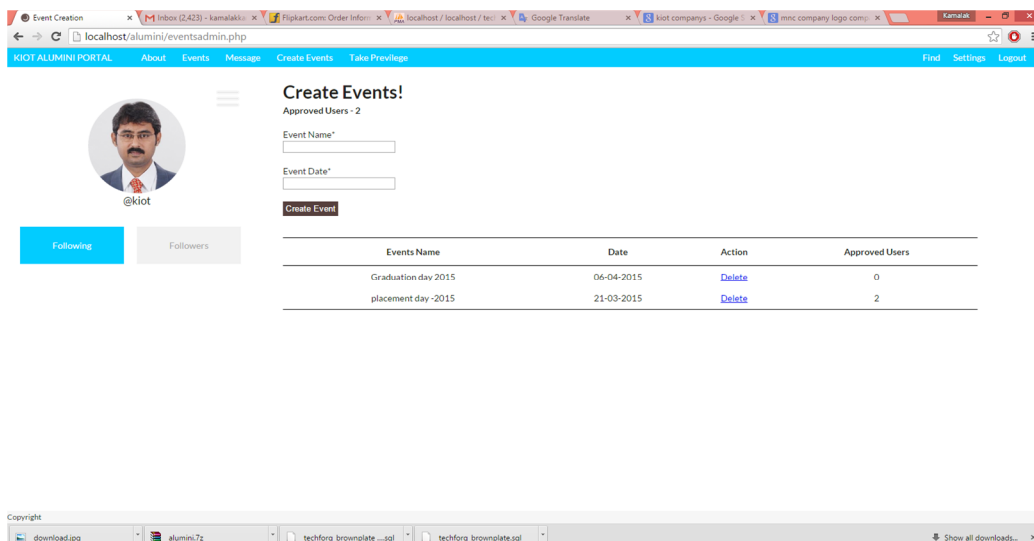 Event Creation
Inbox (2,423) - kamalakka
Flipkart.com: Order Inform
localhost / localhost / tec
Google Translate
kiot companys - Google S
mnc company logo comp
Kamalak
localhost/alumini/eventsadmin.php
KIOT ALUMINI PORTAL About Events Message Create Events Take Previlege Find Settings Logout
Create Events!
Approved Users - 2
Event Name*
Event Date*
Create Event
@kiot
Following Followers
Events Name Date Action Approved Users
Graduation day 2015 06-04-2015 Delete 0
placement day -2015 21-03-2015 Delete 2
Copyright
download.jpg alumini.7z techforg_brownplate ....sql techforg_brownplate.sql Show all downloads...